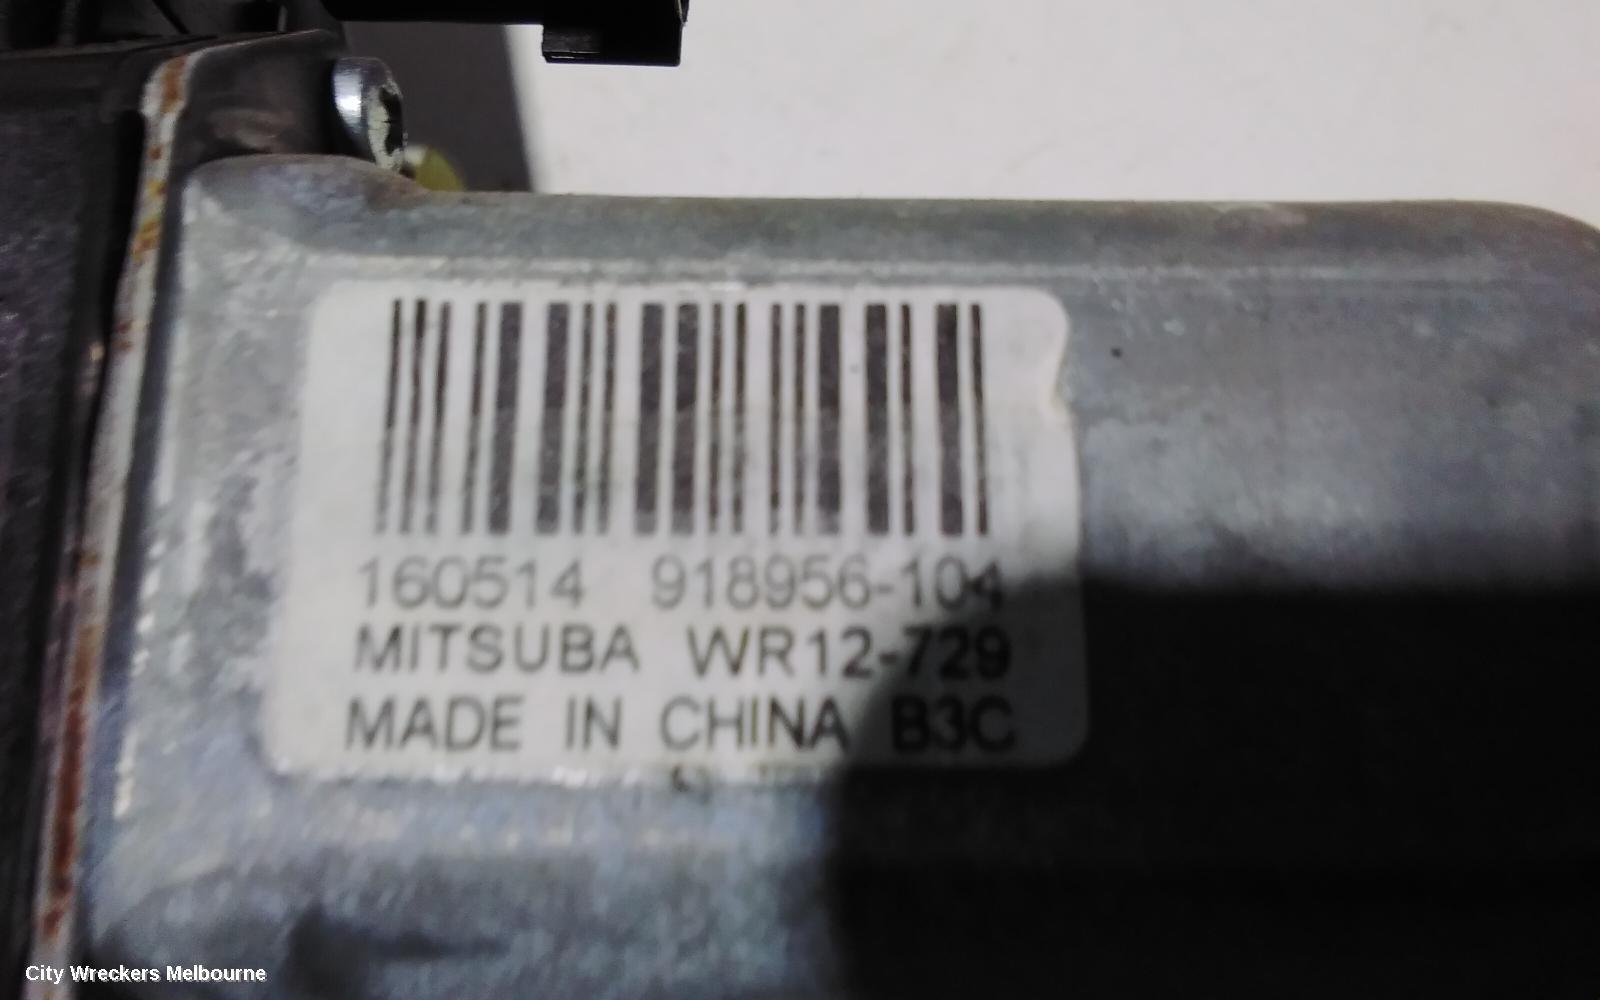 160514 918956-104
MITSUBA WR12-729
MADE IN CHINA B3C
City Wreckers Melbourne